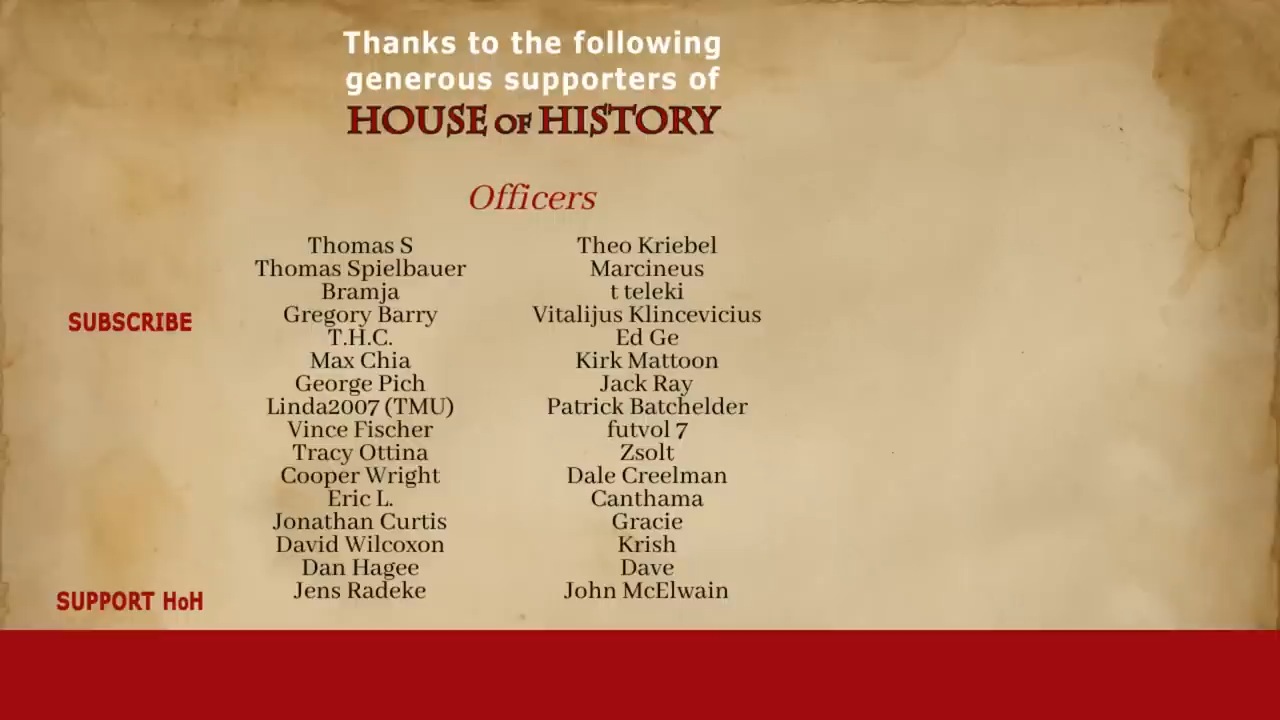 Thanks to the following
generous supporters of
HOUSE OF HISTORY
Officers
Thomas S
Thomas Spielbauer
Bramja
Gregory Barry
T.H.C.
Max Chia
George Pich
Linda2007 (TMU)
Vince Fischer
Tracy Ottina
Cooper Wright
Eric L.
Jonathan Curtis
David Wilcoxon
Dan Hagee
Jens Radeke
Theo Kriebel
Marcineus
t teleki
Vitalijus Klincevicius
Ed Ge
Kirk Mattoon
Jack Ray
Patrick Batchelder
futvol 7
Zsolt
Dale Creelman
Canthama
Gracie
Krish
Dave
John McElwain
SUBSCRIBE
SUPPORT HoH